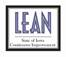 LEAN
State of Iowa
Continuous Improvement